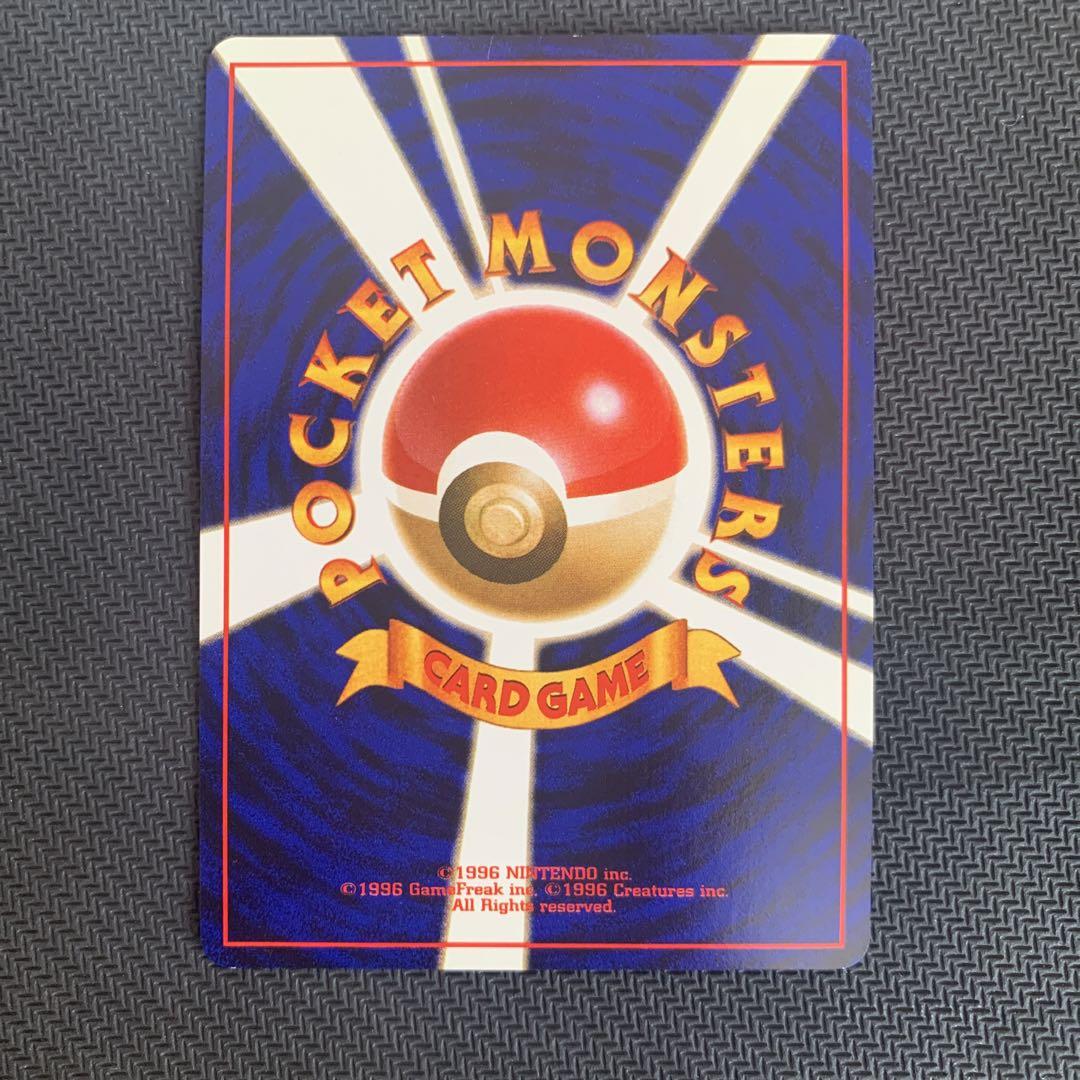 POCKET MONSTERS
CARD GAME
©1996 NINTENDO inc.
©1996 GameFreak inc. ©1996 Creatures inc.
All Rights reserved.